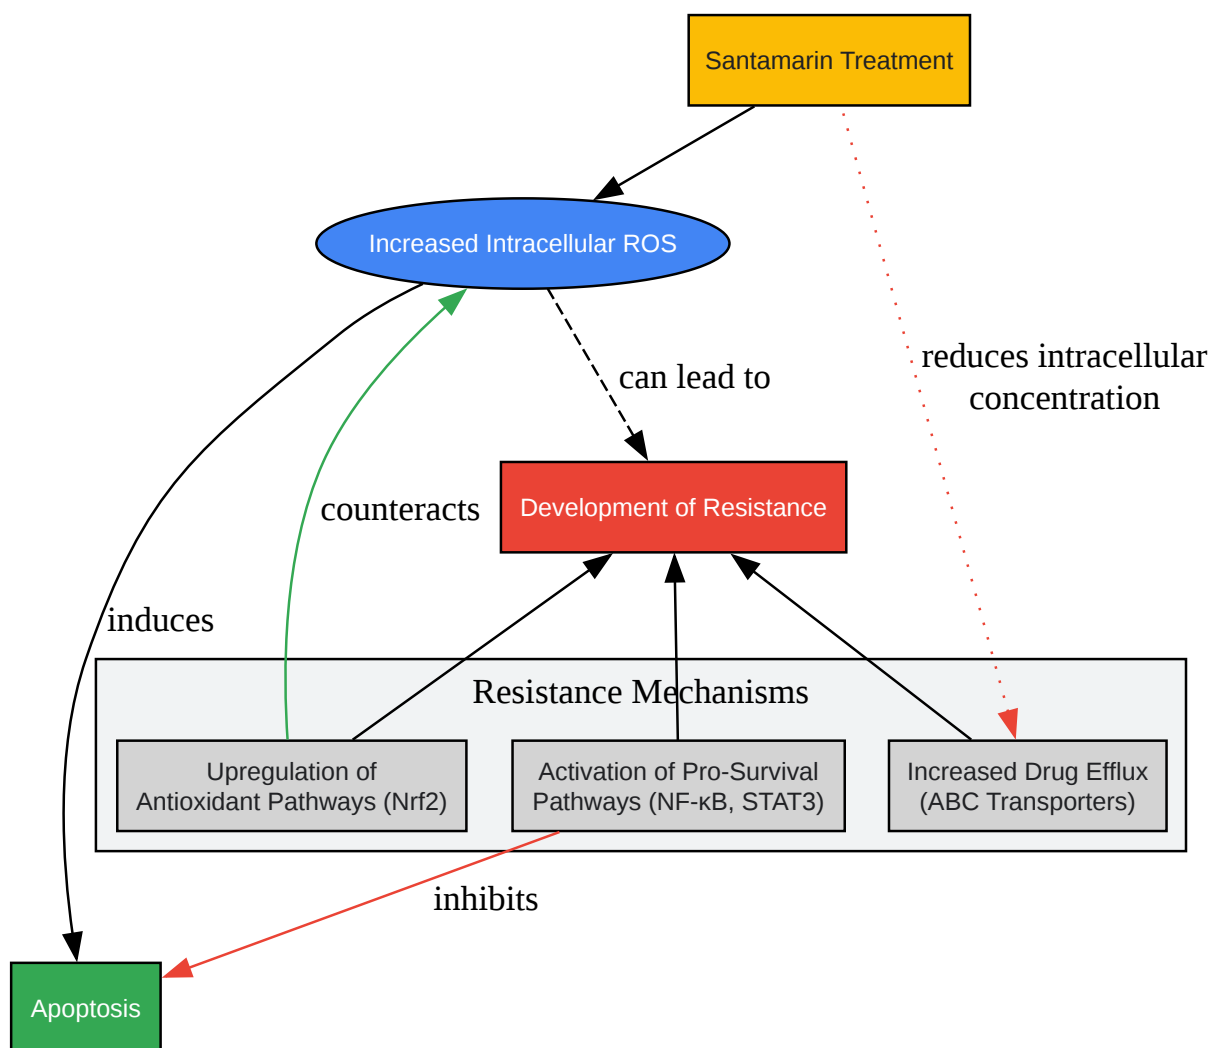 Santamarin Treatment
Increased Intracellular ROS
reduces intracellular
concentration
can lead to
Development of Resistance
counteracts
induces
Resistance Mechanisms
Upregulation of
Antioxidant Pathways (Nrf2)
Activation of Pro-Survival
Pathways (NF-κB, STAT3)
Increased Drug Efflux
(ABC Transporters)
inhibits
Apoptosis